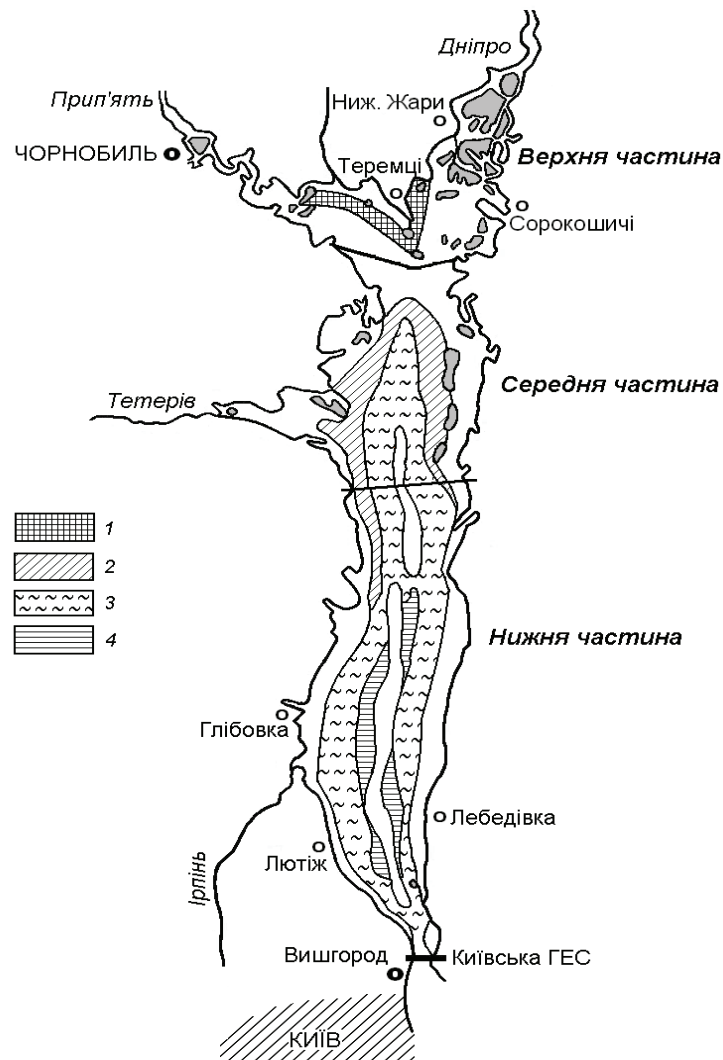 Дніпро
Прип'ять
Ниж. Жари
ЧОРНОБИЛЬ
Верхня частина
Теремці
Сорокошичі
Середня частина
Тетерів
1
2
3
4
Нижня частина
Глібовка
Лебедівка
Лютіж
Ірпінь
Вишгород
Київська ГЕС
КИЇВ